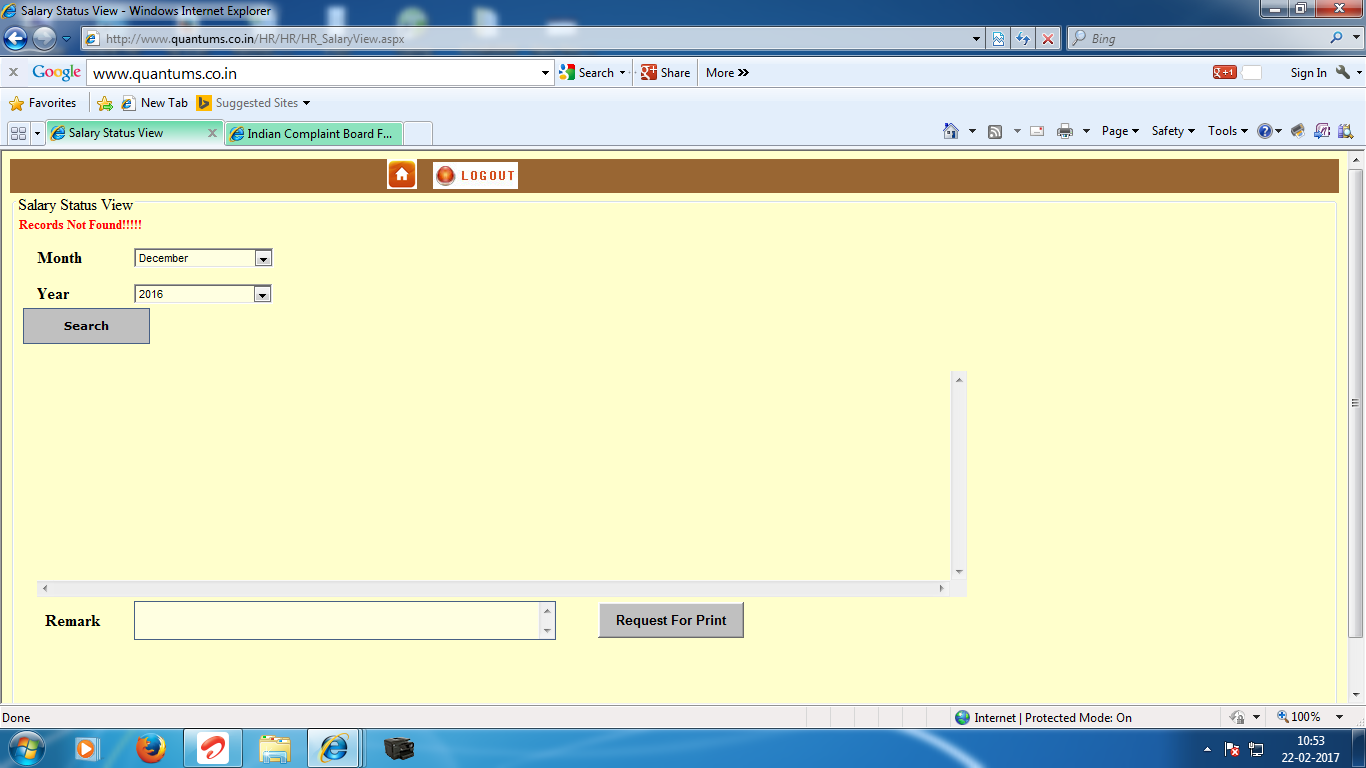 Salary Status View - Windows Internet Explorer
http://www.quantums.co.in/HR/HR/HR_SalaryView.aspx
Bing
x Google www.quantums.co.in Search Share More »
g+1 Sign In
Favorites New Tab Suggested Sites
Salary Status View x Indian Complaint Board F... Page Safety Tools
LOGOUT
Salary Status View
Records Not Found!!!!!
Month December
Year 2016
Search
Remark Request For Print
Done Internet | Protected Mode: On 100%
10:53
22-02-2017